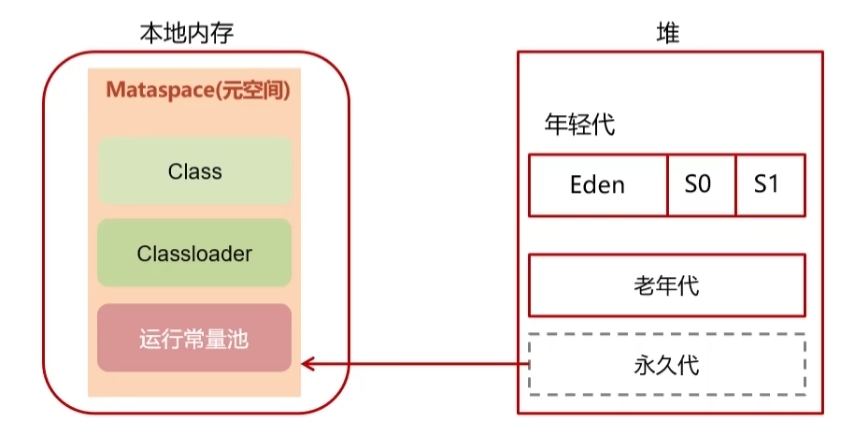 本地内存
Mataspace(元空间)
Class
Classloader
运行常量池
堆
年轻代
Eden
S0
S1
老年代
永久代